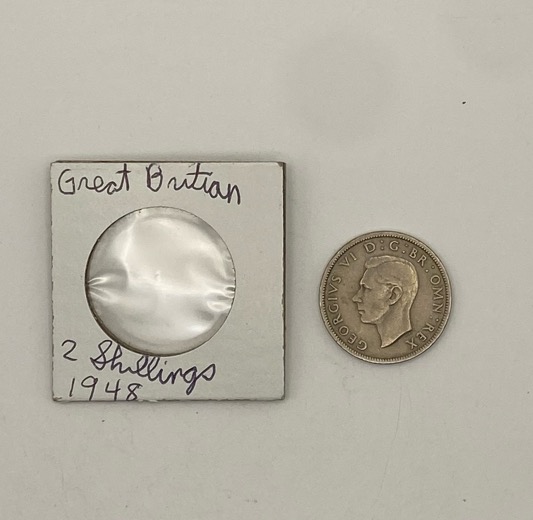 Great Britian
2 Shillings
1948
GEORGIVS VI D:G:BR:OMN:REX